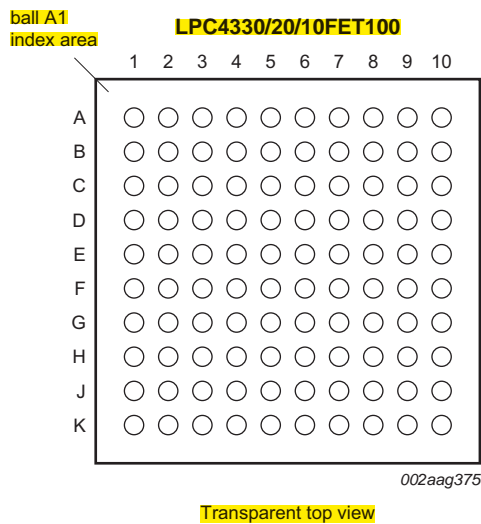 ball A1
index area
LPC4330/20/10FET100
1 2 3 4 5 6 7 8 9 10
A
B
C
D
E
F
G
H
J
K
002aag375
Transparent top view